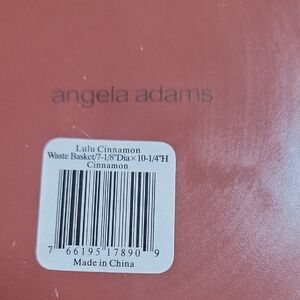 angela adams
Lulu Cinnamon
Waste Basket/7-1/8"Dia×10-1/4"H
Cinnamon
7 66195 17890 9
Made in China